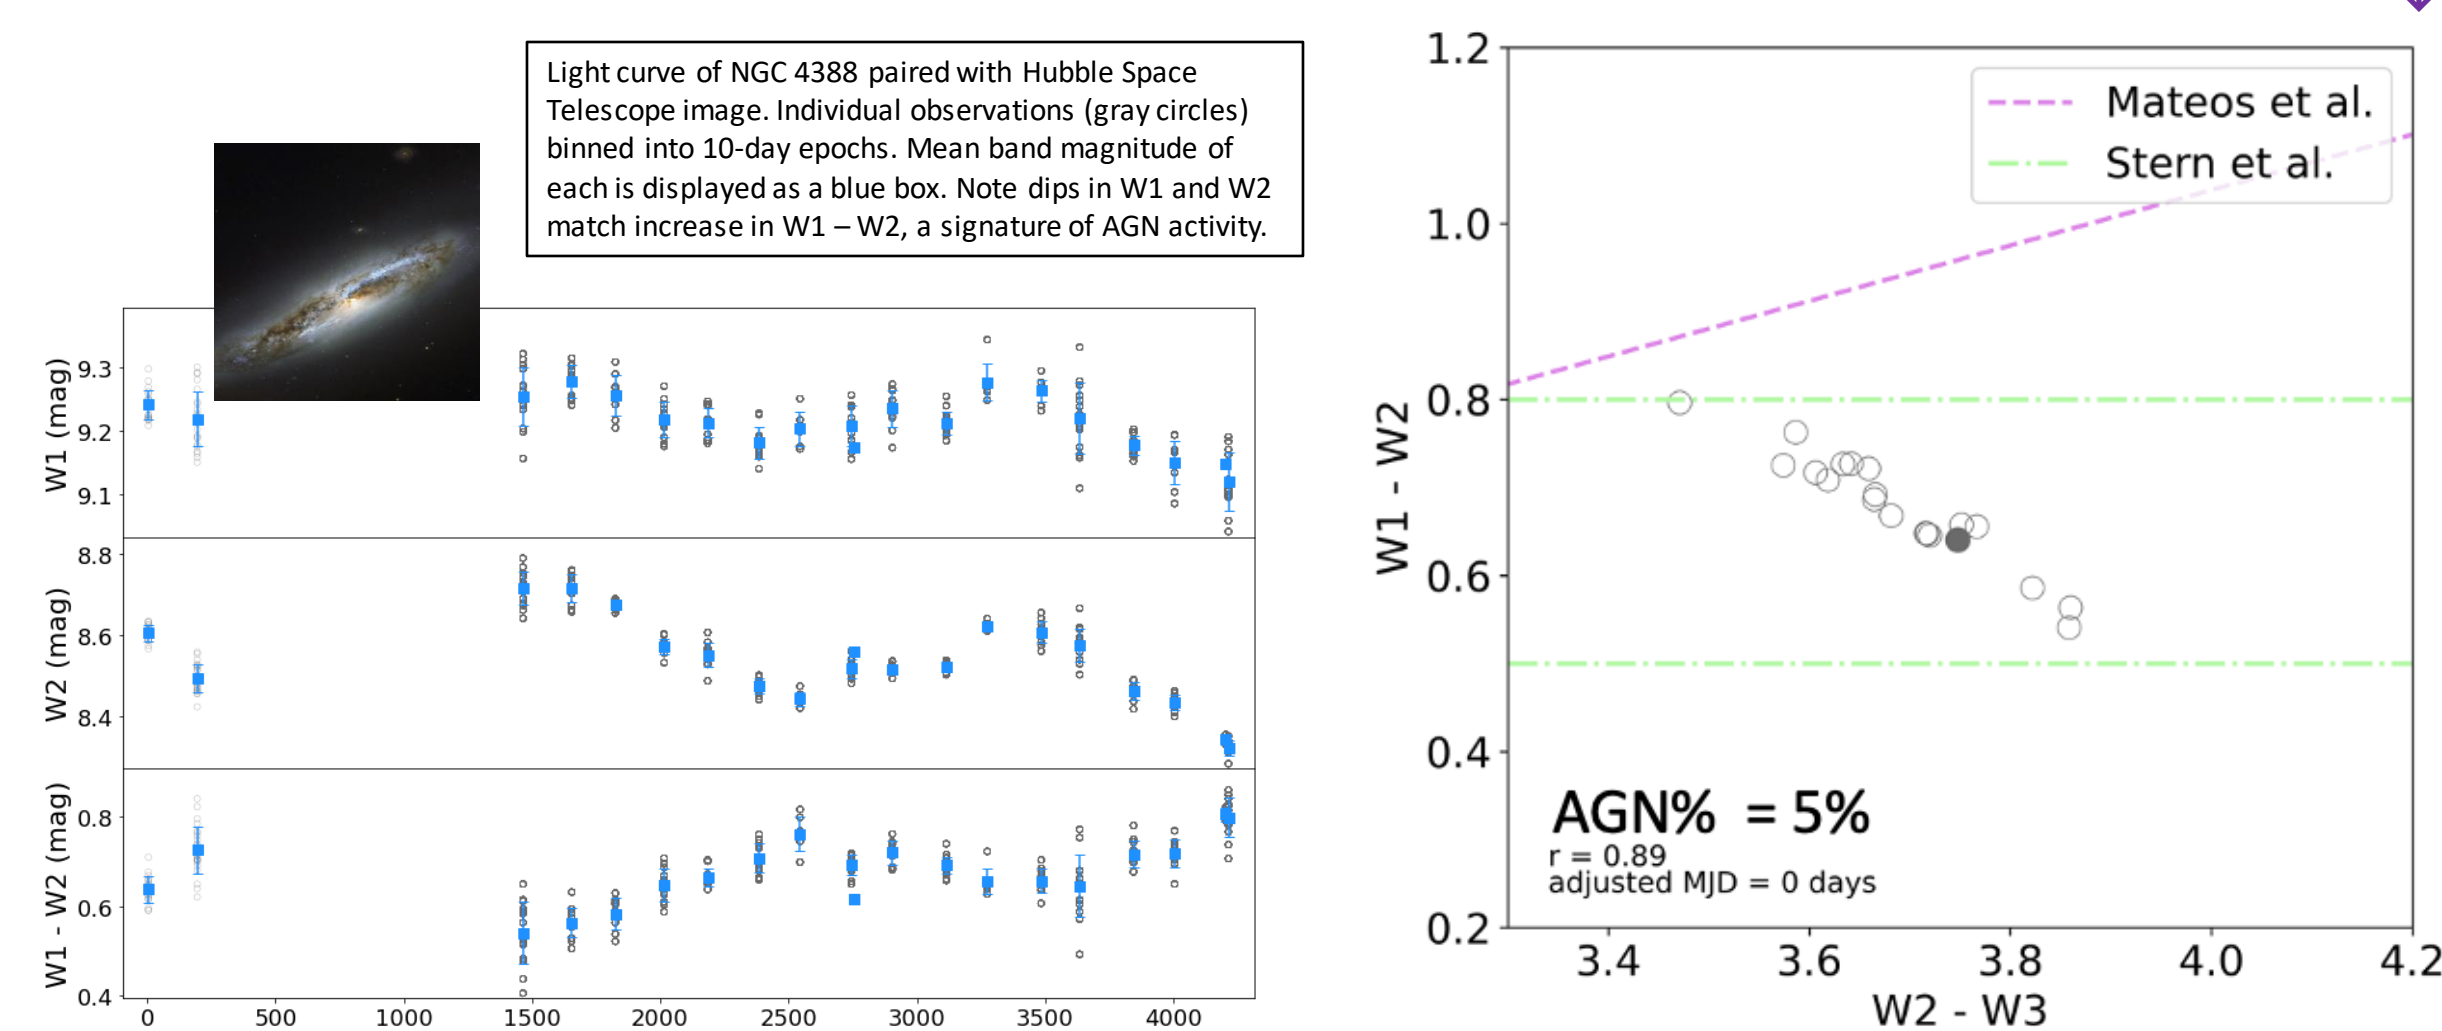 Light curve of NGC 4388 paired with Hubble Space
Telescope image. Individual observations (gray circles)
binned into 10-day epochs. Mean band magnitude of
each is displayed as a blue box. Note dips in W1 and W2
match increase in W1 – W2, a signature of AGN activity.
W1 (mag)
9.3
9.2
9.1
W2 (mag)
8.8
8.6
8.4
W1 - W2 (mag)
0.8
0.6
0.4
0 500 1000 1500 2000 2500 3000 3500 4000
W1 - W2
1.2
1.0
0.8
0.6
0.4
0.2
Mateos et al.
Stern et al.
AGN% = 5%
r = 0.89
adjusted MJD = 0 days
3.4 3.6 3.8 4.0 4.2
W2 - W3